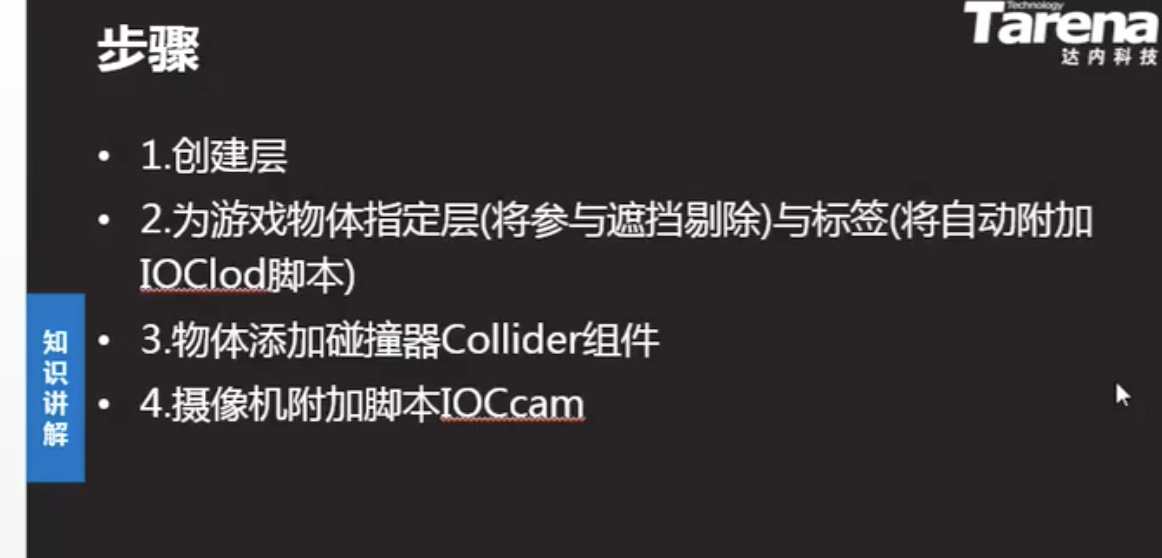 Technology
Tarena
达内科技
步骤
• 1.创建层
• 2.为游戏物体指定层(将参与遮挡剔除)与标签(将自动附加
IOClod脚本)
• 3.物体添加碰撞器Collider组件
• 4.摄像机附加脚本IOCcam
知
识
讲
解